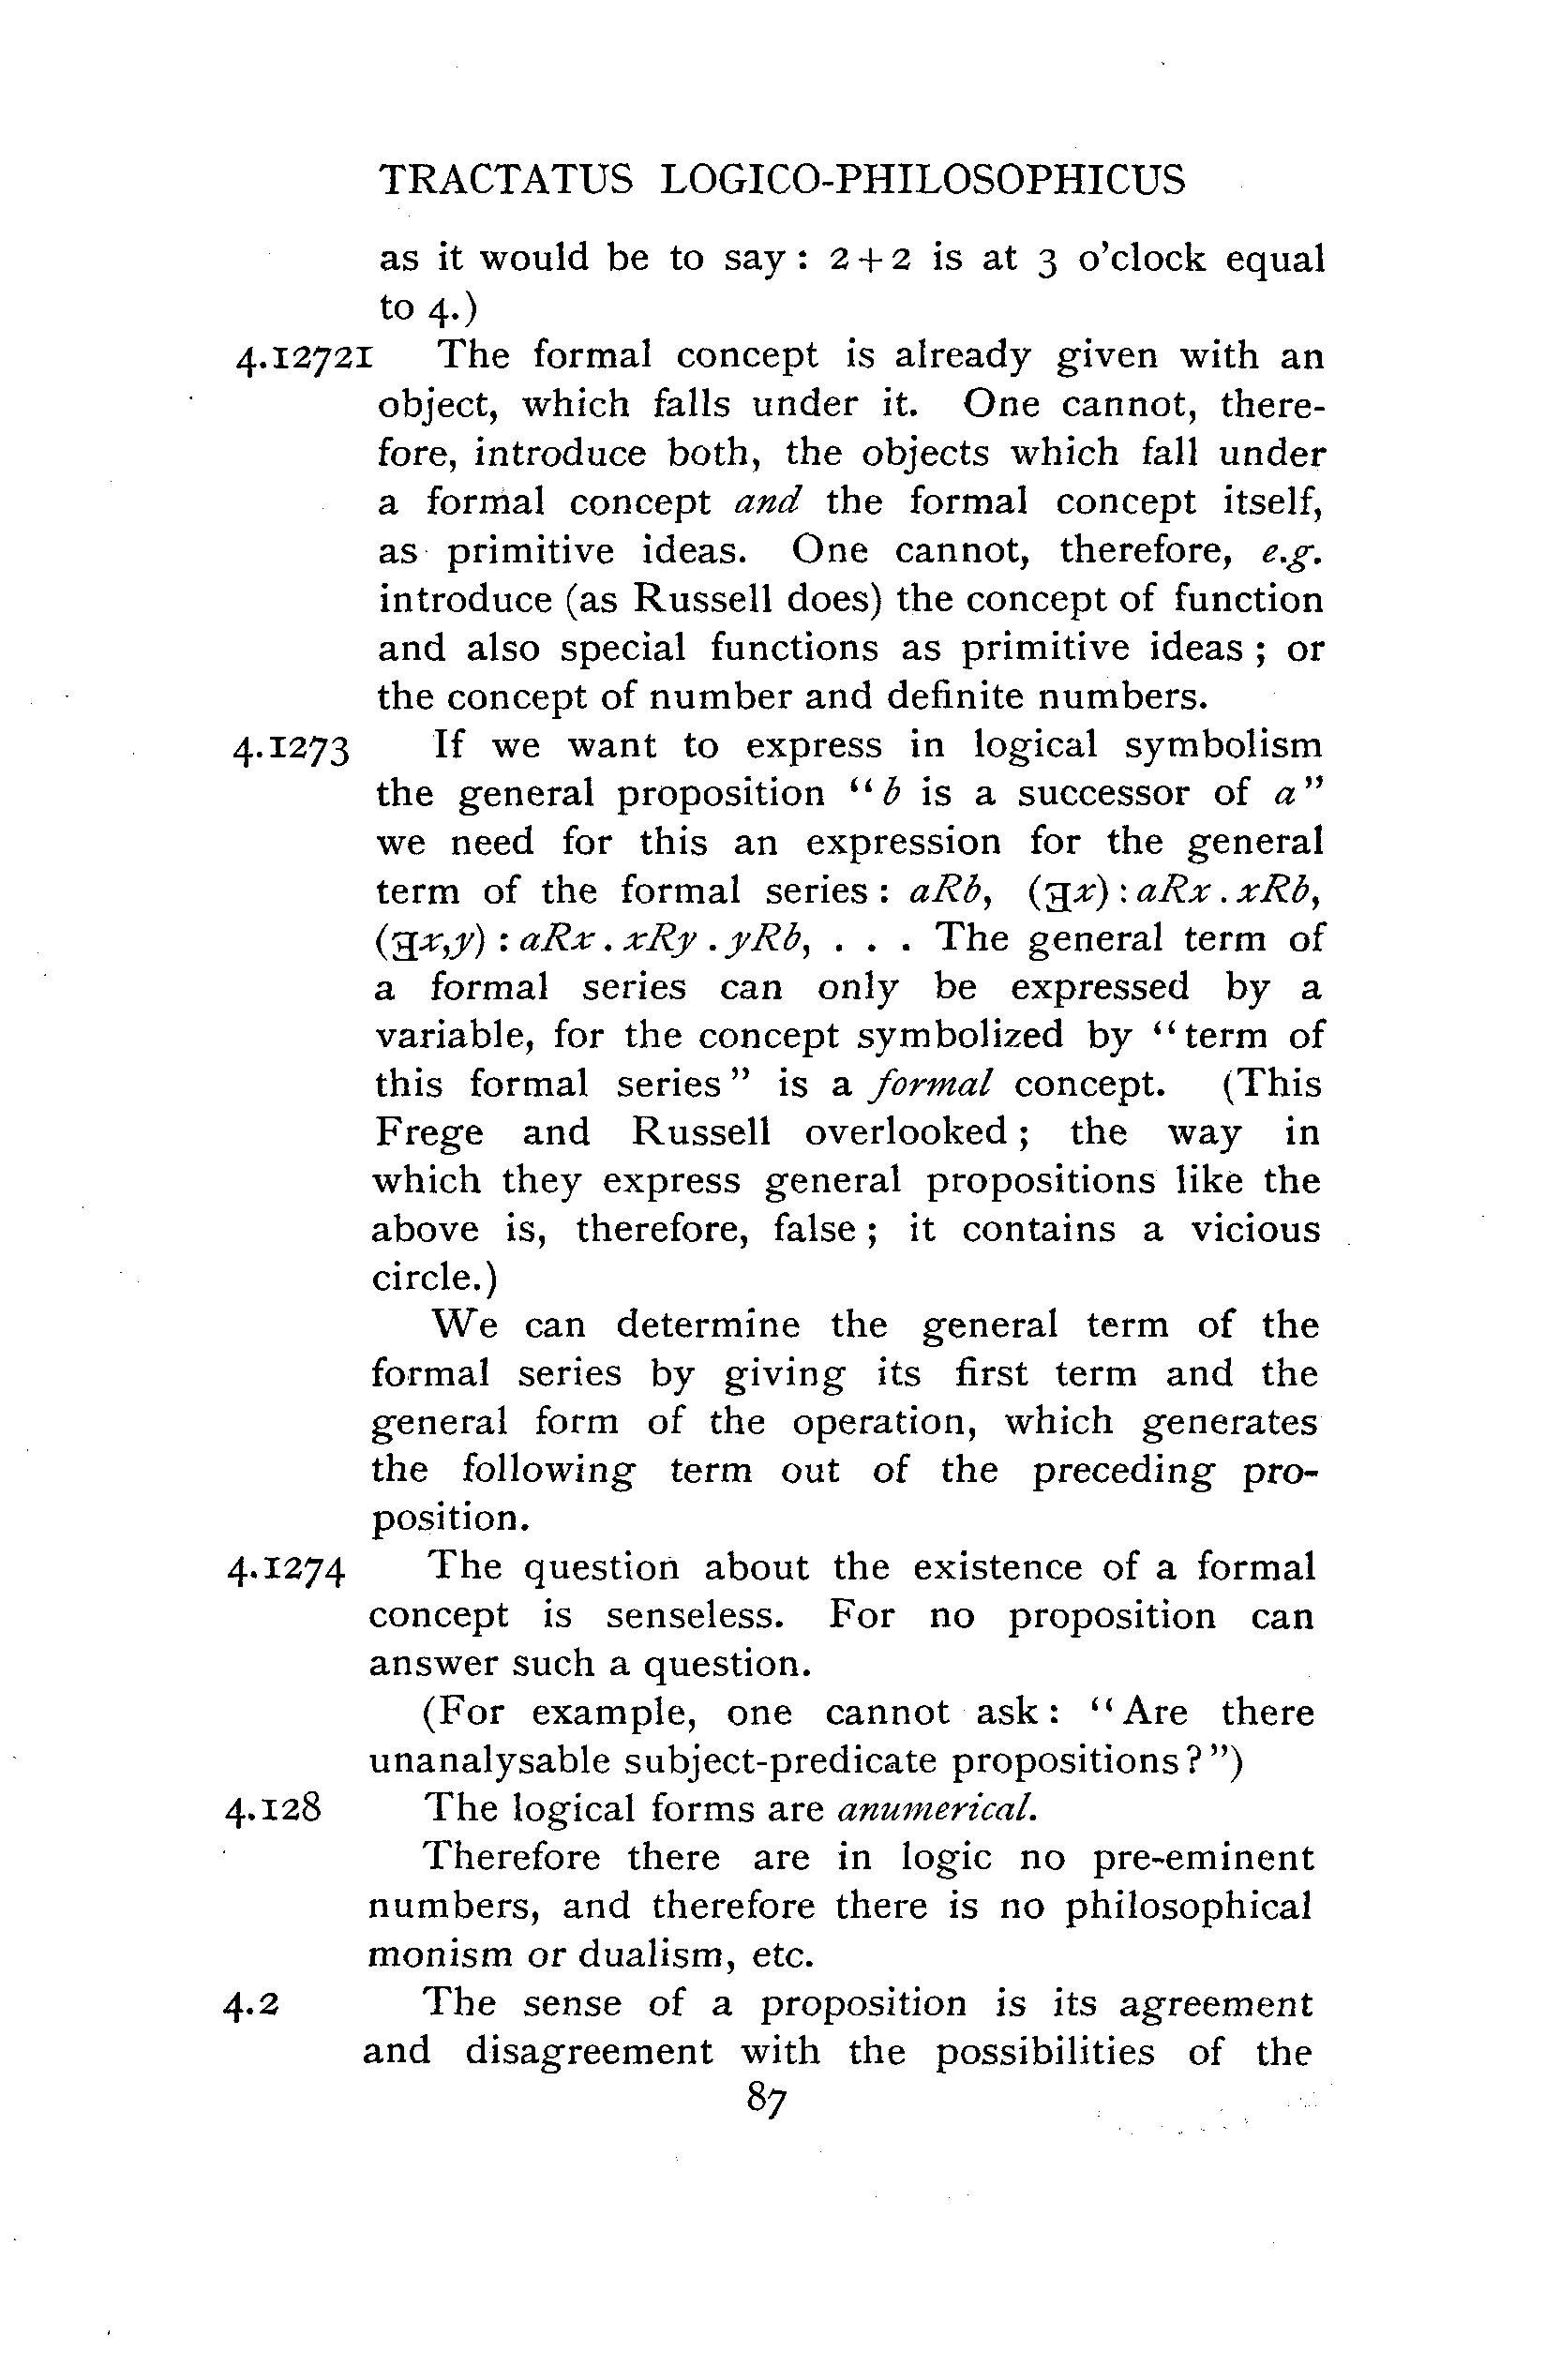 TRACTATUS LOGICO-PHILOSOPHICUS
as it would be to say : 2+2 is at 3 o'clock equal
to 4.)
4.12721 The formal concept is already given with an
object, which falls under it. One cannot, there-
fore, introduce both, the objects which fall under
a formal concept and the formal concept itself,
as primitive ideas. One cannot, therefore, e.g.
introduce (as Russell does) the concept of function
and also special functions as primitive ideas ; or
the concept of number and definite numbers.
4.1273 If we want to express in logical symbolism
the general proposition “b is a successor of a”
we need for this an expression for the general
term of the formal series : aRb, (∃x) : aRx . xRb,
(∃x,y) : aRx . xRy . yRb, . . . The general term of
a formal series can only be expressed by a
variable, for the concept symbolized by “term of
this formal series” is a formal concept. (This
Frege and Russell overlooked ; the way in
which they express general propositions like the
above is, therefore, false ; it contains a vicious
circle.)
We can determine the general term of the
formal series by giving its first term and the
general form of the operation, which generates
the following term out of the preceding pro-
position.
4.1274 The question about the existence of a formal
concept is senseless. For no proposition can
answer such a question.
(For example, one cannot ask : “Are there
unanalysable subject-predicate propositions?”)
4.128 The logical forms are anumerical.
Therefore there are in logic no pre-eminent
numbers, and therefore there is no philosophical
monism or dualism, etc.
4.2 The sense of a proposition is its agreement
and disagreement with the possibilities of the
87